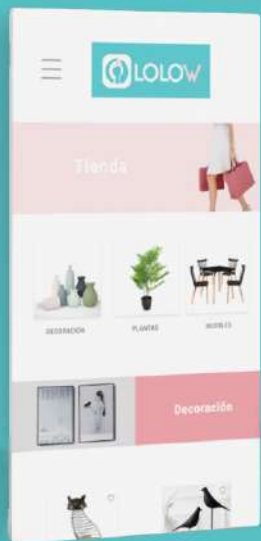 LOLOW
Tienda
DECORACIÓN
PLANTAS
MUEBLES
Decoración